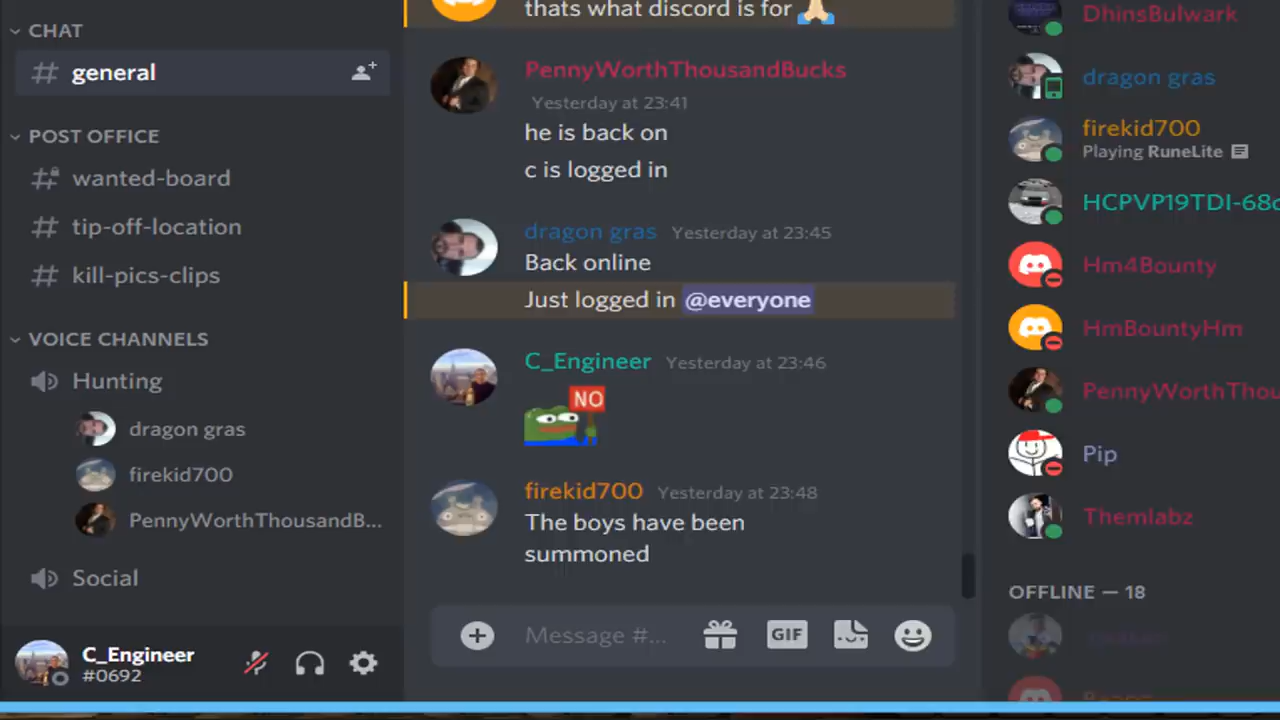 CHAT
general
POST OFFICE
wanted-board
tip-off-location
kill-pics-clips
VOICE CHANNELS
Hunting
dragon gras
firekid700
PennyWorthThousandB...
Social
C_Engineer
#0692
thats what discord is for
PennyWorthThousandBucks
Yesterday at 23:41
he is back on
c is logged in
dragon gras Yesterday at 23:45
Back online
Just logged in @everyone
C_Engineer Yesterday at 23:46
NO
firekid700 Yesterday at 23:48
The boys have been
summoned
Message #...
GIF
DhinsBulwark
dragon gras
firekid700
Playing RuneLite
HCPVP19TDI-68
Hm4Bounty
HmBountyHm
PennyWorthThou
Pip
Themlabz
OFFLINE — 18